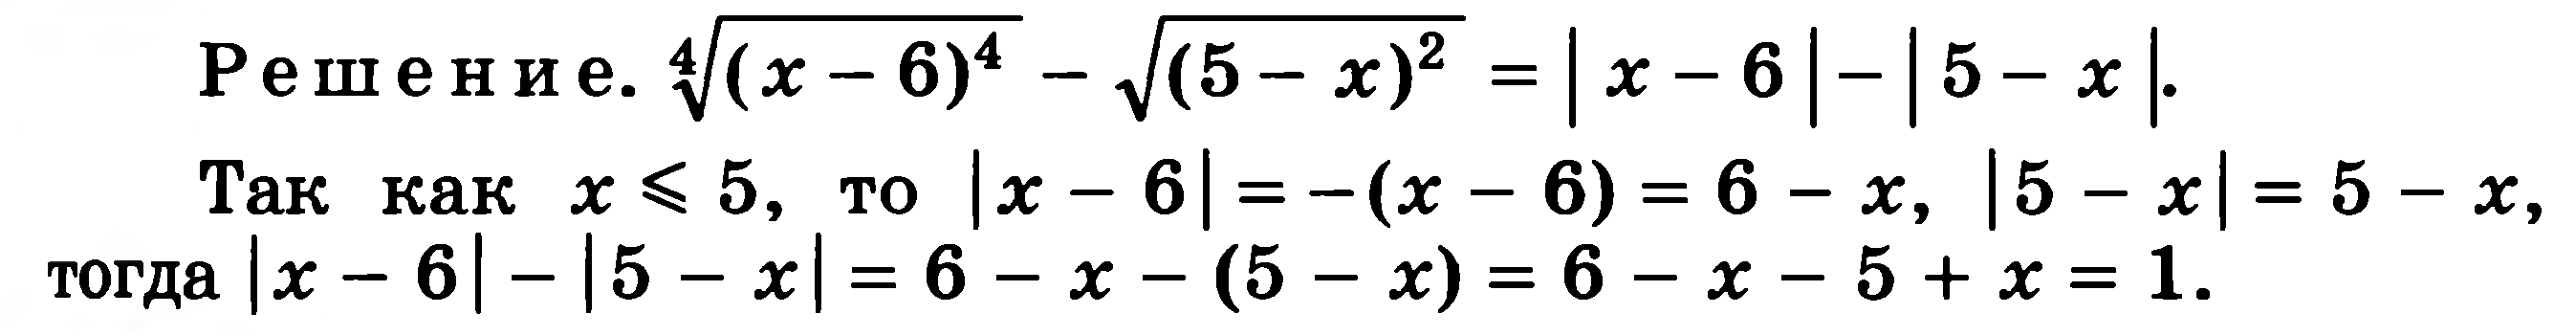 Решение. ⁴√(x − 6)⁴ − √(5 − x)² = | x − 6 | − | 5 − x |.
Так как x ⩽ 5, то |x − 6| = −(x − 6) = 6 − x, |5 − x| = 5 − x,
тогда |x − 6| − |5 − x| = 6 − x − (5 − x) = 6 − x − 5 + x = 1.